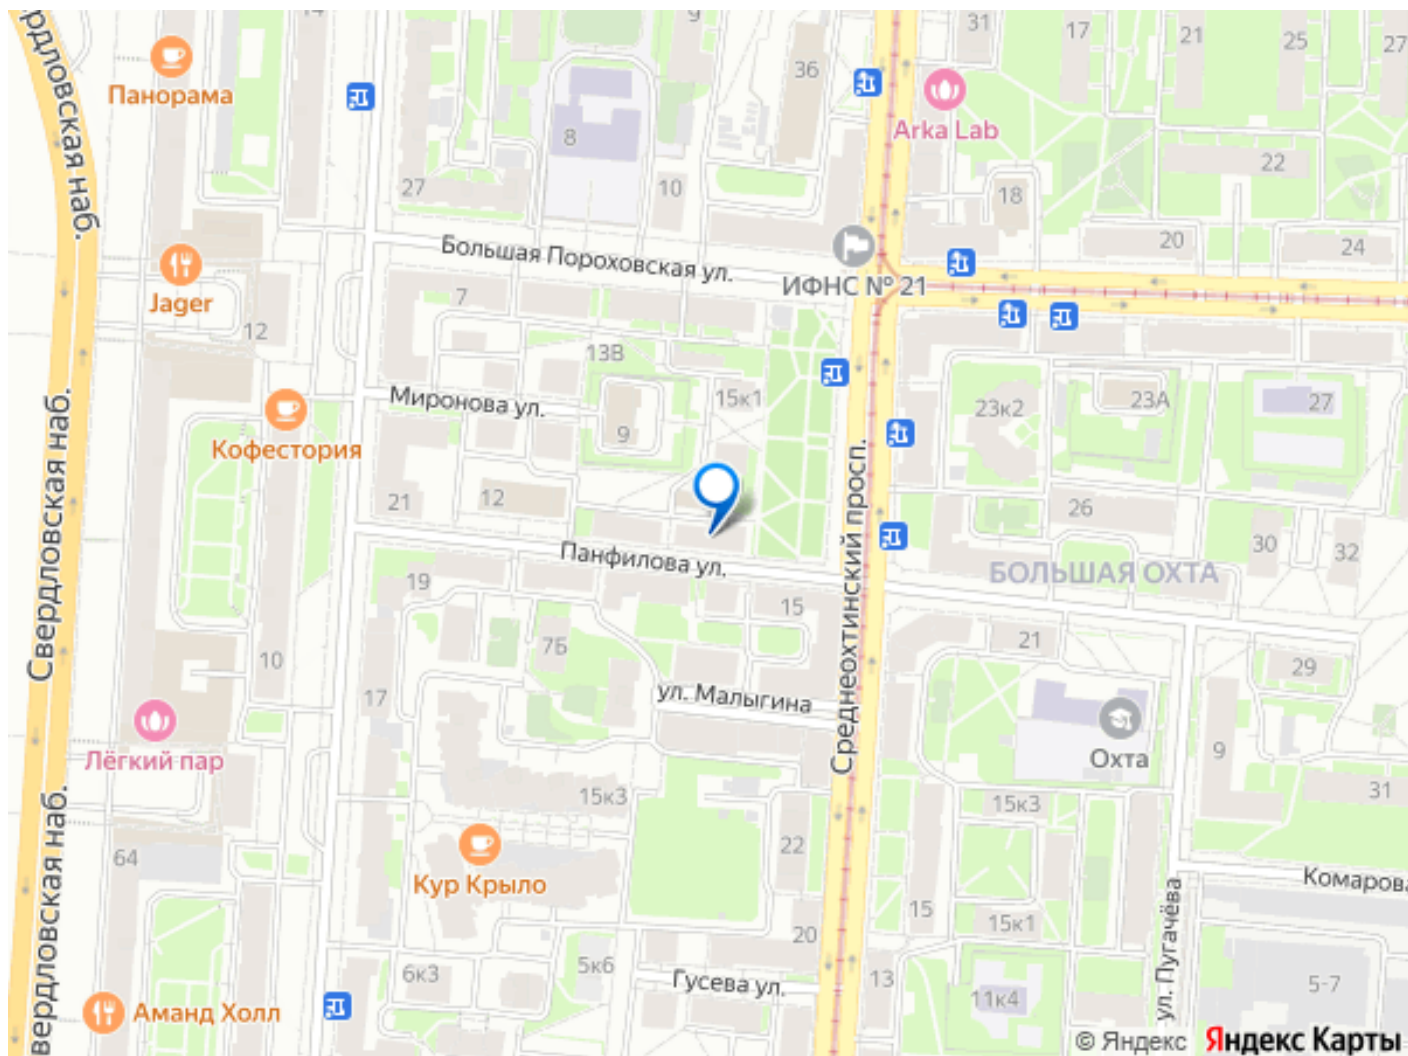 31
17
21
25
27
9
14
36
Свердловская наб.
Панорама
Arka Lab
8
22
27
10
18
20
24
Большая Пороховская ул.
ИФНС № 21
Jager
7
12
13В
Миронова ул.
15к1
23к2
23А
27
Кофестория
9
Свердловская наб.
21
12
26
Среднеохтинский просп.
30
32
Панфилова ул.
БОЛЬШАЯ ОХТА
19
15
7Б
21
10
29
17
ул. Малыгина
Лёгкий пар
Охта
9
15к3
15к3
31
вердловская наб.
64
22
Кур Крыло
Комарова
ул. Пугачёва
15
15к1
20
6к3
5к6
Гусева ул.
13
11к4
5-7
Аманд Холл
© Яндекс
Яндекс Карты